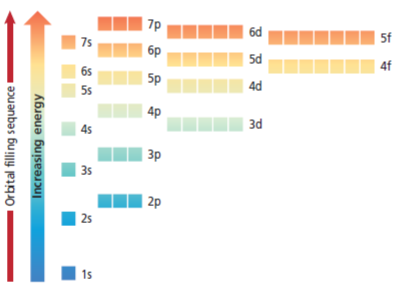 Orbital filling sequence
Increasing energy
7p
6d
5f
7s
6p
5d
4f
6s
5p
5s
4d
4p
4s
3d
3p
3s
2p
2s
1s